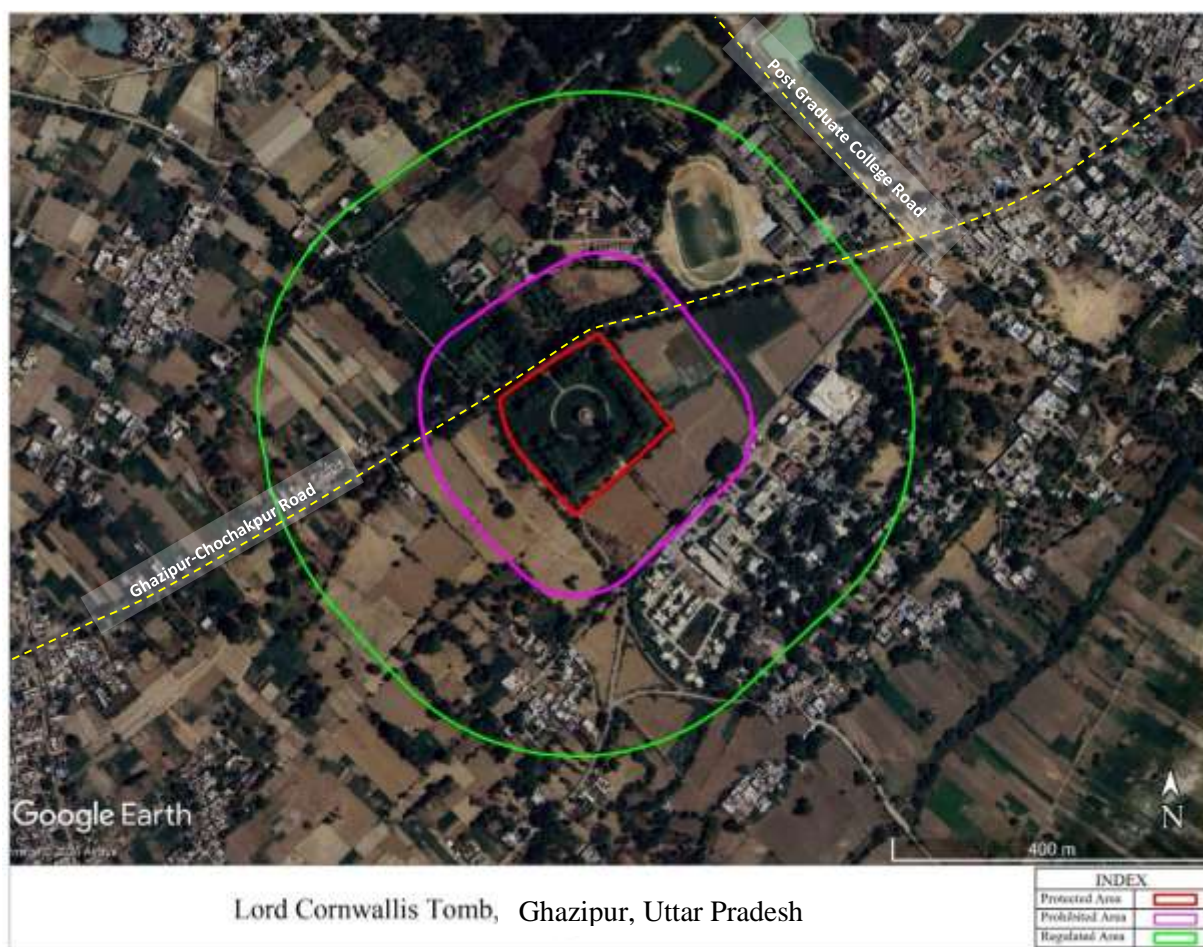 Post Graduate College Road
Ghazipur-Chochakpur Road
Google Earth
N
400 m
Lord Cornwallis Tomb, Ghazipur, Uttar Pradesh
INDEX
Protected Area
Prohibited Area
Regulated Area